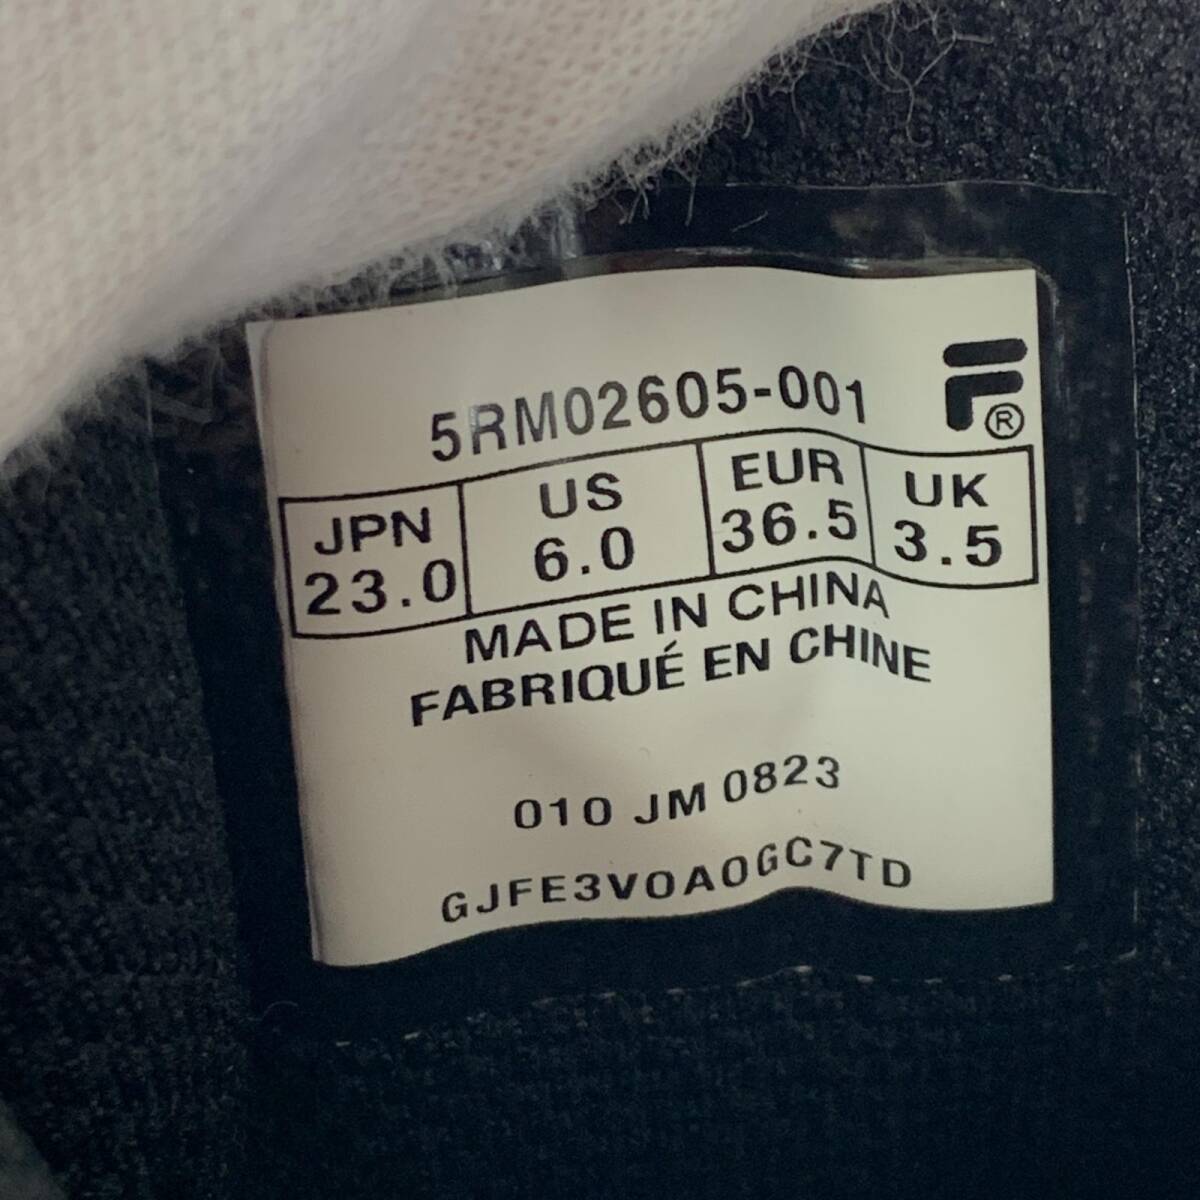 5RM02605-001
F®
JPN US EUR UK
23.0 6.0 36.5 3.5
MADE IN CHINA
FABRIQUÉ EN CHINE
010 JM 0823
GJFE3V0A0GC7TD